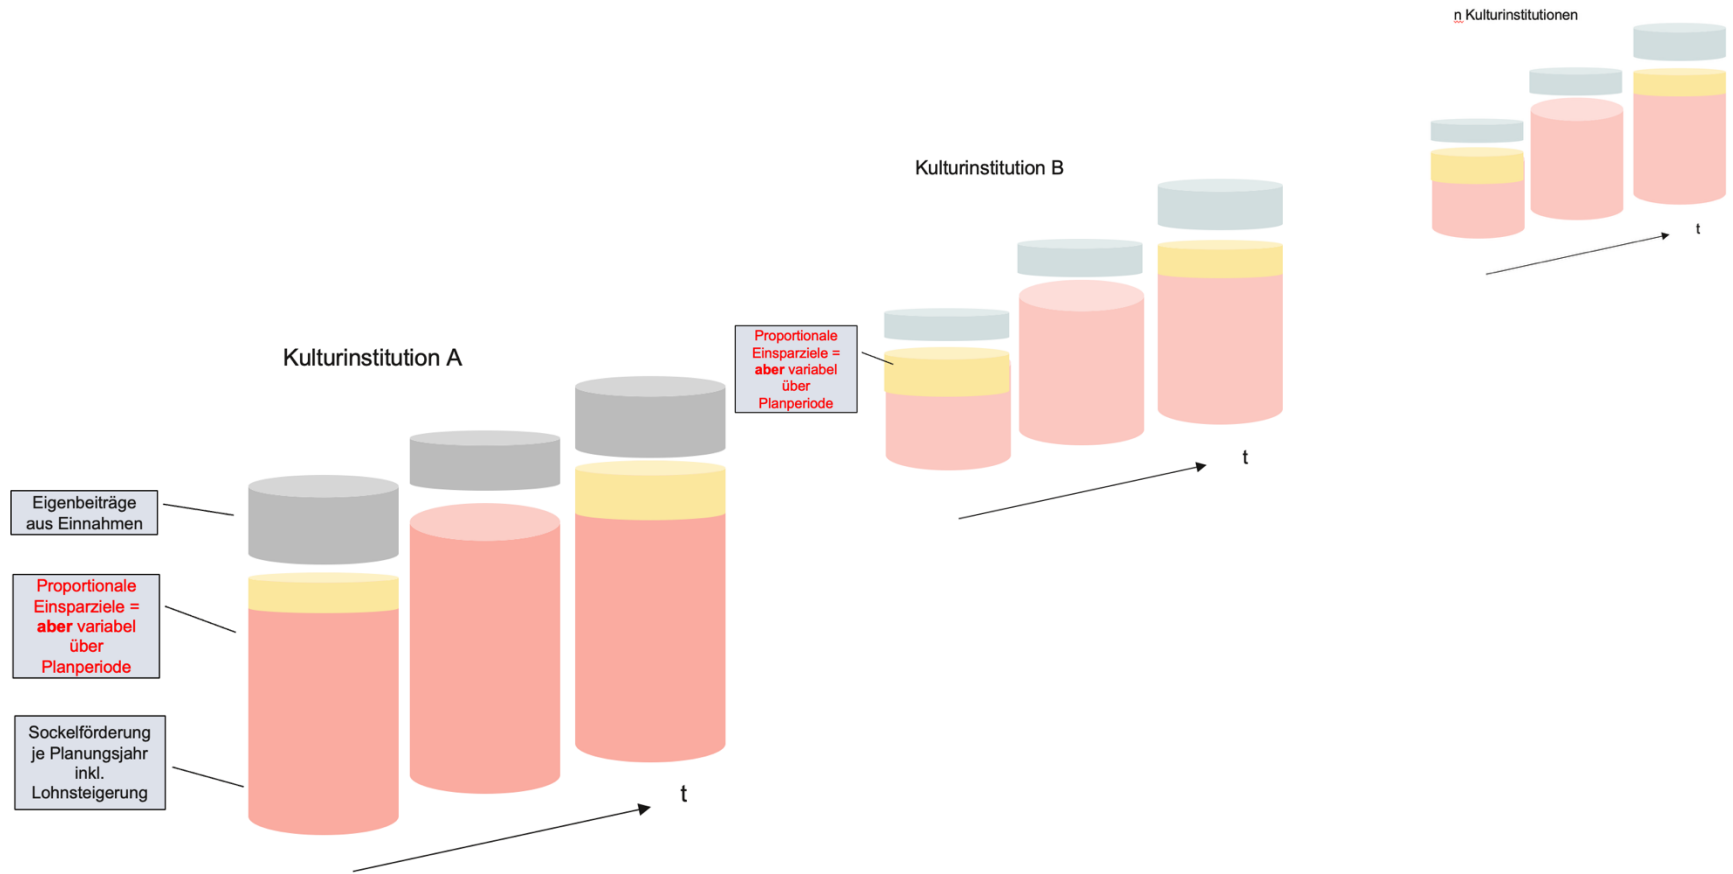 n Kulturinstitutionen
t
Kulturinstitution B
Proportionale
Einsparziele =
aber variabel
über
Planperiode
t
Kulturinstitution A
Eigenbeiträge
aus Einnahmen
Proportionale
Einsparziele =
aber variabel
über
Planperiode
Sockelförderung
je Planungsjahr
inkl.
Lohnsteigerung
t